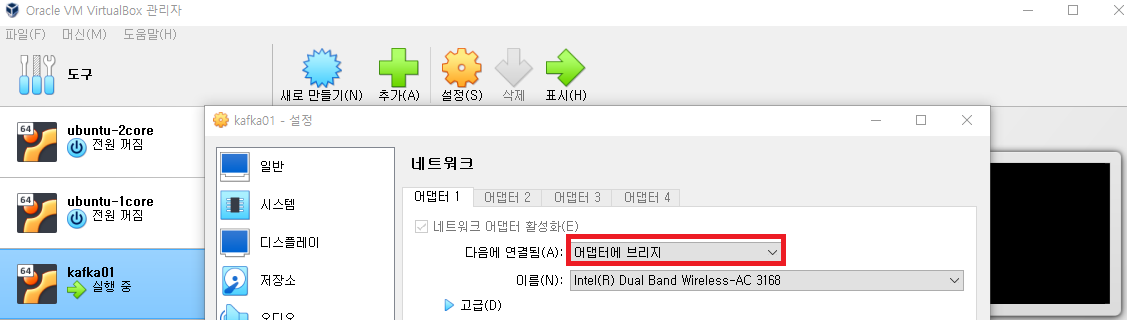 Oracle VM VirtualBox 관리자
파일(F) 머신(M) 도움말(H)
도구
새로 만들기(N) 추가(A) 설정(S) 삭제 표시(H)
64 ubuntu-2core
전원 꺼짐
64 ubuntu-1core
전원 꺼짐
64 kafka01
실행 중
kafka01 - 설정
일반
시스템
디스플레이
저장소
오디오
네트워크
어댑터 1 어댑터 2 어댑터 3 어댑터 4
네트워크 어댑터 활성화(E)
다음에 연결됨(A): 어댑터에 브리지
이름(N): Intel(R) Dual Band Wireless-AC 3168
고급(D)